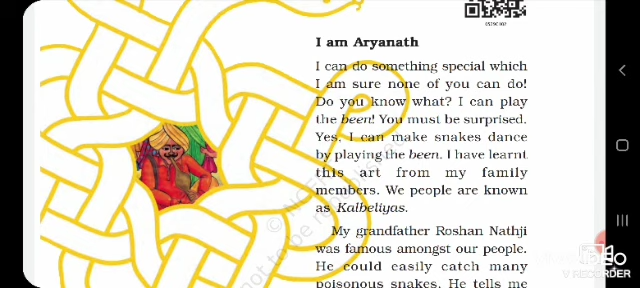 I am Aryanath
I can do something special which
I am sure none of you can do!
Do you know what? I can play
the been! You must be surprised.
Yes, I can make snakes dance
by playing the been. I have learnt
this art from my family
members. We people are known
as Kalbeliyas.
My grandfather Roshan Nathji
was famous amongst our people.
He could easily catch many
poisonous snakes. He tells me